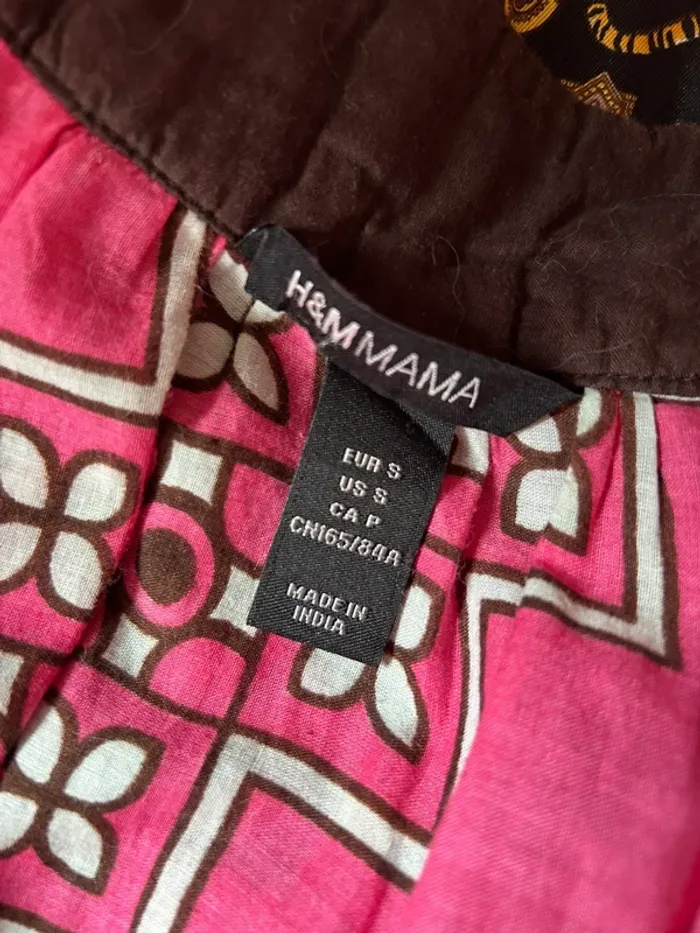 H&M MAMA
EUR S
US S
CA P
CN165/84A
MADE IN
INDIA